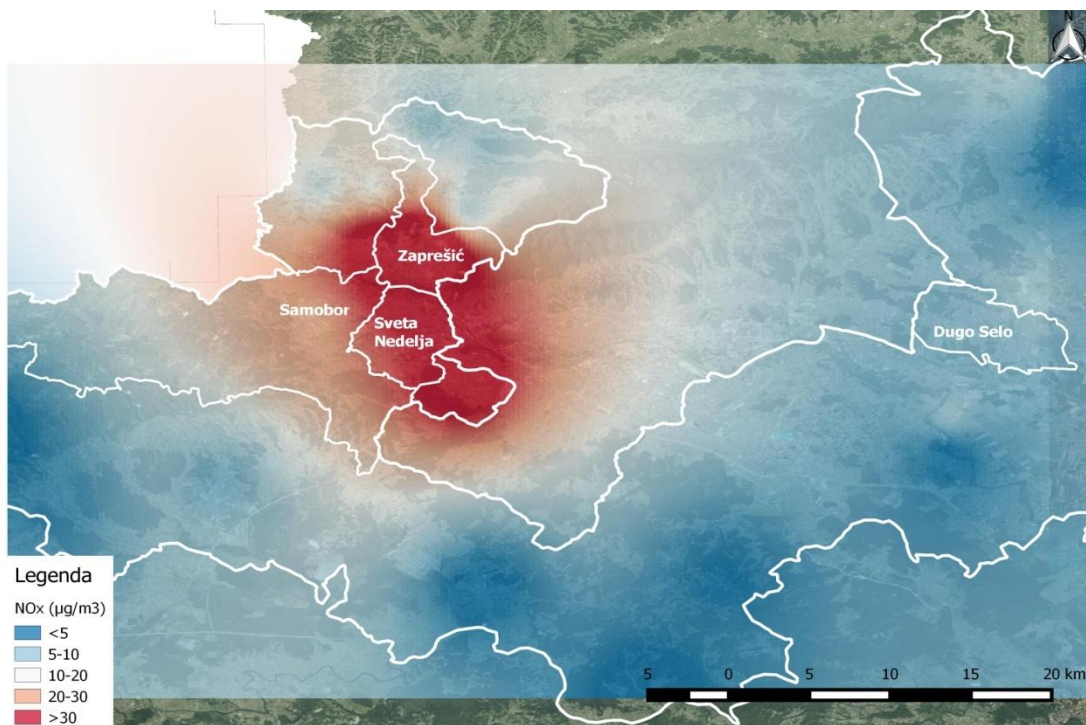 N
Zaprešić
Samobor
Sveta
Nedelja
Dugo Selo
Legenda
NOx (µg/m3)
<5
5-10
10-20
20-30
>30
5 0 5 10 15 20 km